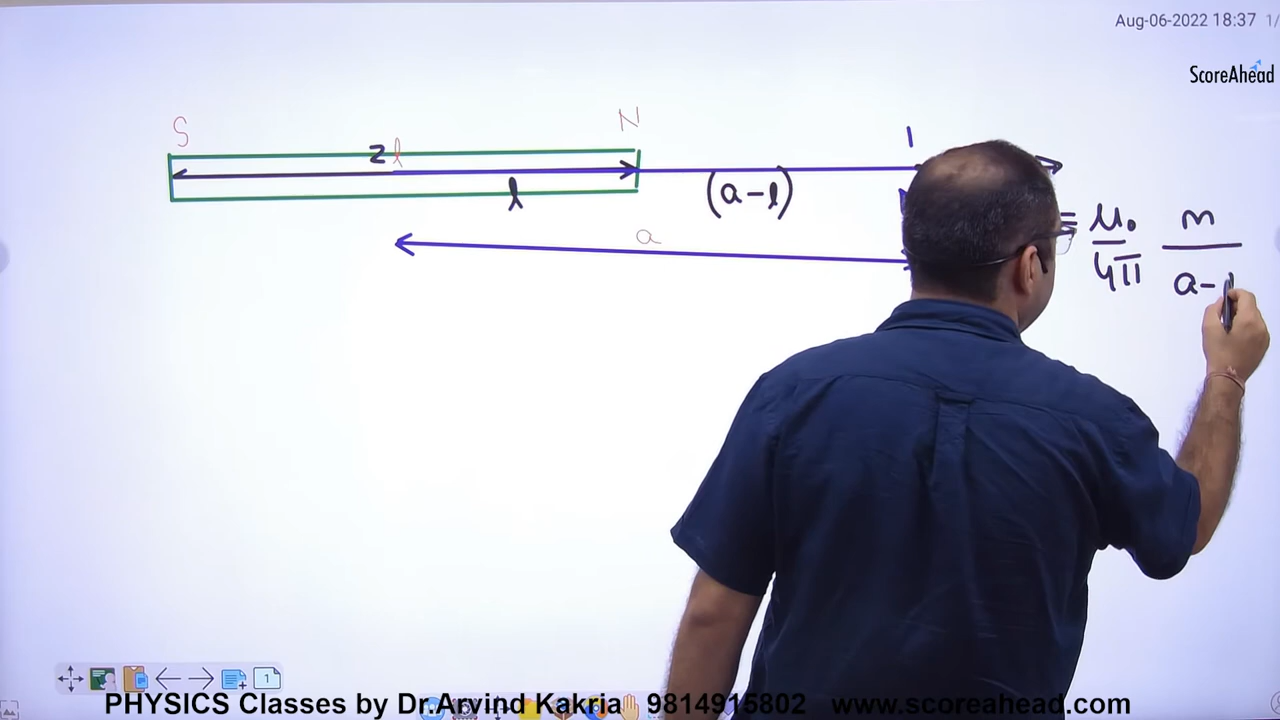 Aug-06-2022 18:37 1/
ScoreAhead
S N
2l
l (a-l)
a
= μ₀ m
4π a-
1
PHYSICS Classes by Dr.Arvind Kakria 9814915802 www.scoreahead.com